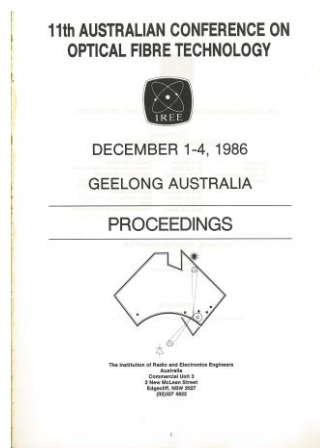 11th AUSTRALIAN CONFERENCE ON
OPTICAL FIBRE TECHNOLOGY
IREE
DECEMBER 1-4, 1986
GEELONG AUSTRALIA
PROCEEDINGS
The Institution of Radio and Electronics Engineers
Australia
Commercial Unit 3
2 New McLean Street
Edgecliff, NSW 2027
(02)327 4822